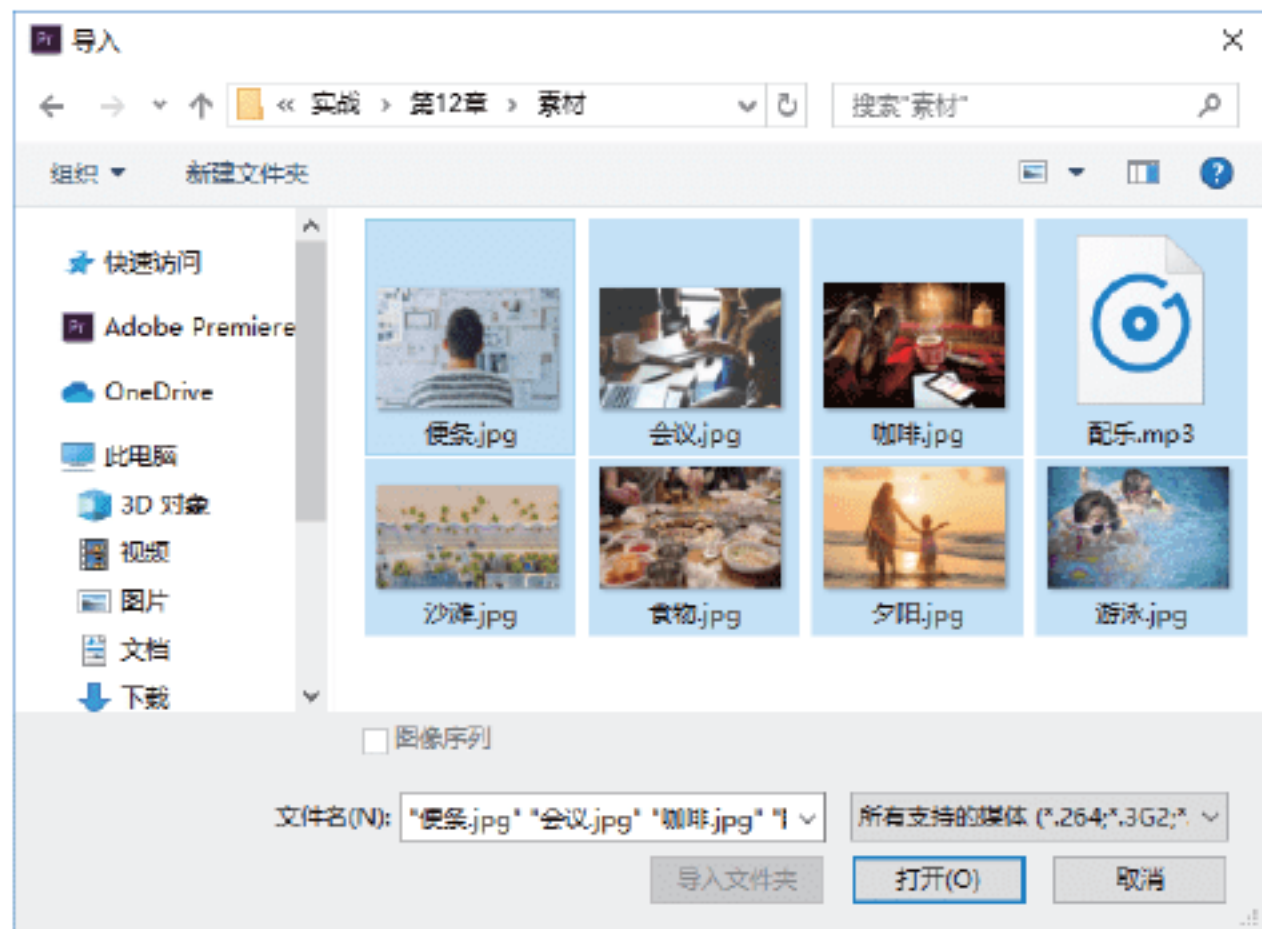 Pr 导入
« 实战 › 第12章 › 素材
搜索"素材"
组织 新建文件夹
快速访问
Pr Adobe Premiere
OneDrive
此电脑
3D 对象
视频
图片
文档
下载
便条.jpg 会议.jpg 咖啡.jpg 配乐.mp3
沙滩.jpg 食物.jpg 夕阳.jpg 游泳.jpg
图像序列
文件名(N): "便条.jpg" "会议.jpg" "咖啡.jpg" 所有支持的媒体 (*.264;*.3G2;*.
导入文件夹 打开(O) 取消